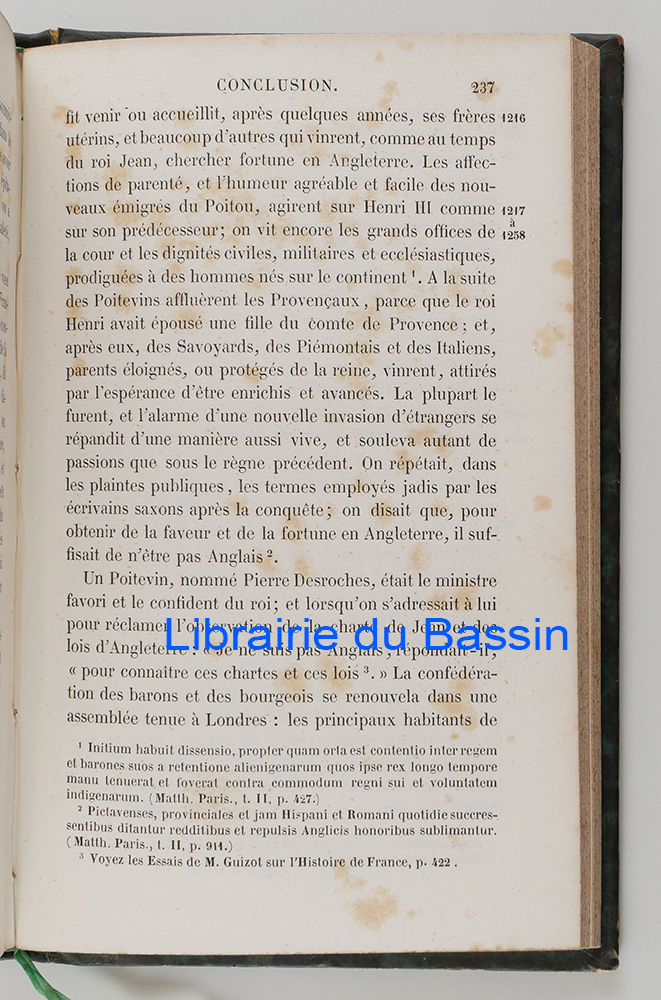 CONCLUSION. 237
fit venir ou accueillit, après quelques années, ses frères 1216
utérins, et beaucoup d'autres qui vinrent, comme au temps
du roi Jean, chercher fortune en Angleterre. Les affec-
tions de parenté, et l'humeur agréable et facile des nou-
veaux émigrés du Poitou, agirent sur Henri III comme 1217
à
sur son prédécesseur; on vit encore les grands offices de 1258
la cour et les dignités civiles, militaires et ecclésiastiques,
prodiguées à des hommes nés sur le continent ¹. A la suite
des Poitevins affluèrent les Provençaux, parce que le roi
Henri avait épousé une fille du comte de Provence; et,
après eux, des Savoyards, des Piémontais et des Italiens,
parents éloignés, ou protégés de la reine, vinrent, attirés
par l'espérance d'être enrichis et avancés. La plupart le
furent, et l'alarme d'une nouvelle invasion d'étrangers se
répandit d'une manière aussi vive, et souleva autant de
passions que sous le règne précédent. On répétait, dans
les plaintes publiques, les termes employés jadis par les
écrivains saxons après la conquête; on disait que, pour
obtenir de la faveur et de la fortune en Angleterre, il suf-
fisait de n'être pas Anglais ².
Un Poitevin, nommé Pierre Desroches, était le ministre
favori et le confident du roi; et lorsqu'on s'adressait à lui
pour réclamer l'observation de la charte de Jean et des
Librairie du Bassin
lois d'Angleterre : « Je ne suis pas Anglais, répondait-il,
« pour connaître ces chartes et ces lois ³. » La confédéra-
tion des barons et des bourgeois se renouvela dans une
assemblée tenue à Londres : les principaux habitants de
¹ Initium habuit dissensio, propter quam orta est contentio inter regem
et barones suos a retentione alienigenarum quos ipse rex longo tempore
manu tenuerat et foverat contra commodum regni sui et voluntatem
indigenarum. (Matth. Paris., t. II, p. 427.)
² Pictavenses, provinciales et jam Hispani et Romani quotidie succres-
sentibus ditantur redditibus et repulsis Anglicis honoribus sublimantur.
(Matth. Paris., t. II, p. 911.)
³ Voyez les Essais de M. Guizot sur l'Histoire de France, p. 422.